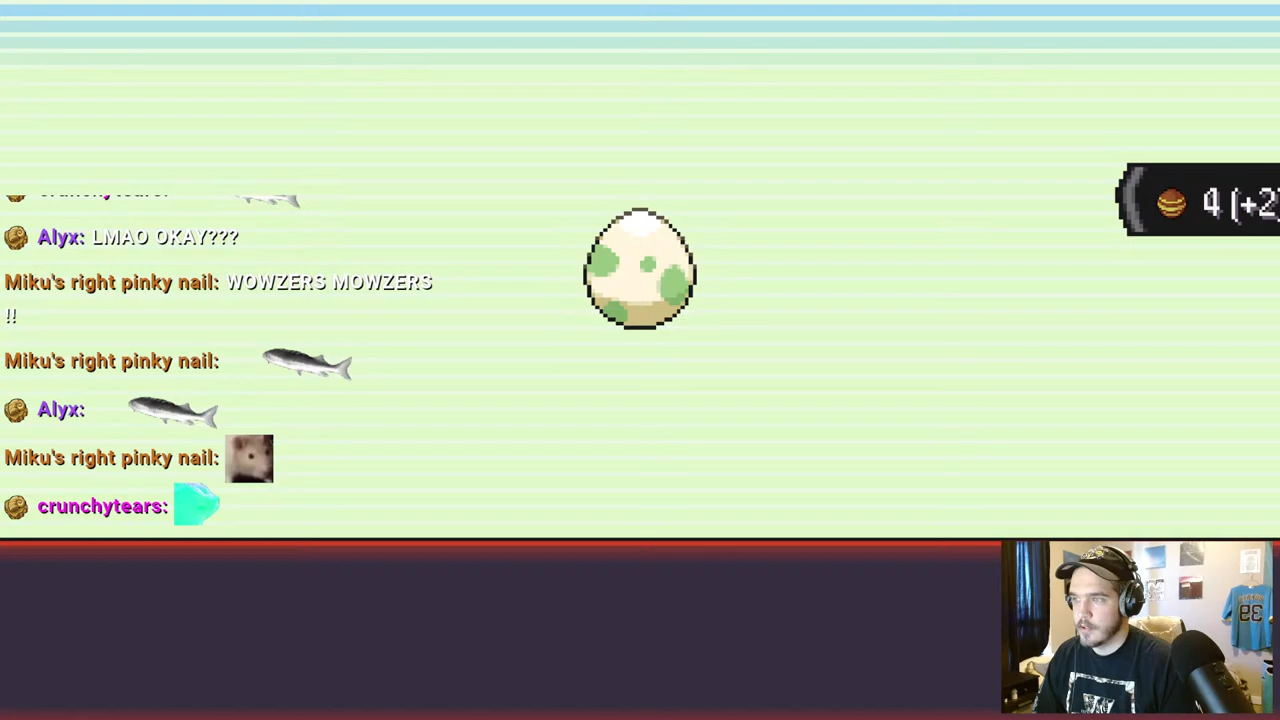 crunchytears:
4 (+2
Alyx: LMAO OKAY???
Miku's right pinky nail: WOWZERS MOWZERS
!!
Miku's right pinky nail:
Alyx:
Miku's right pinky nail:
crunchytears: